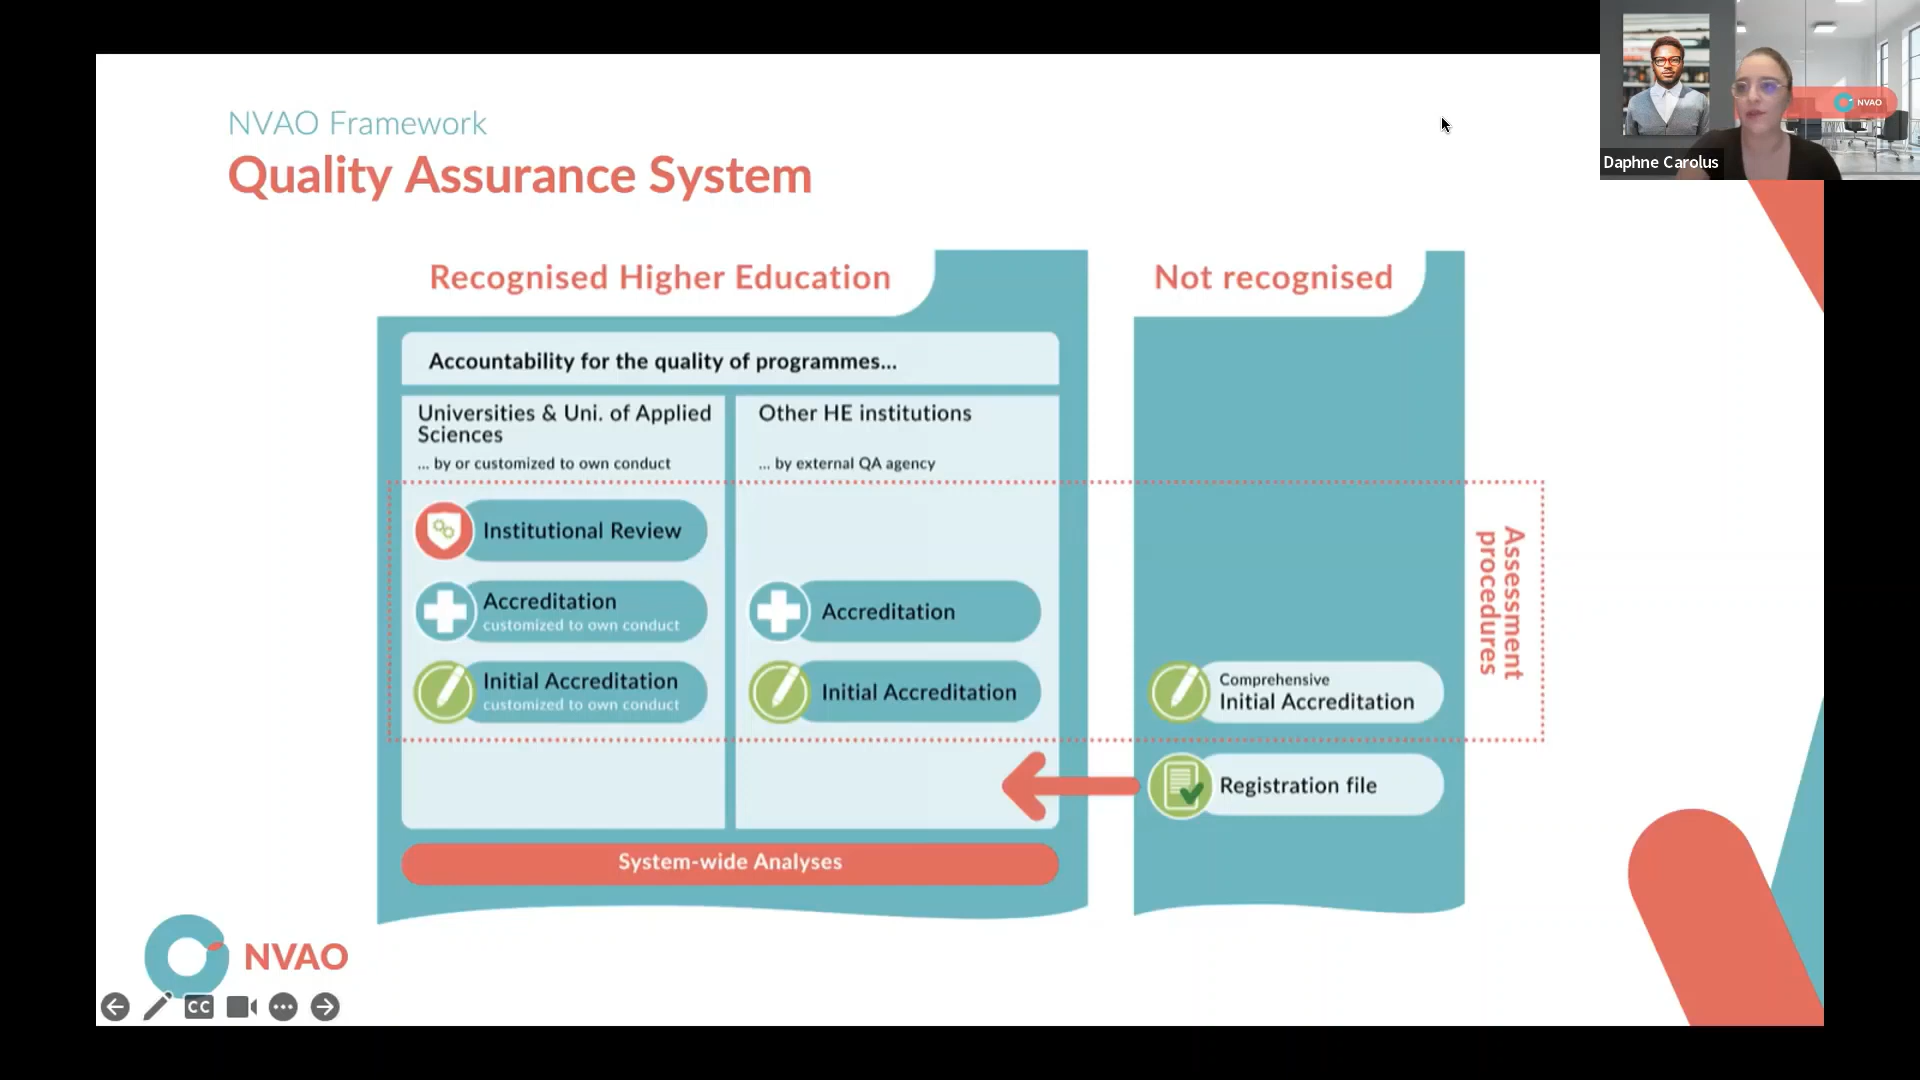 NVAO Framework
Quality Assurance System
NVAO
Daphne Carolus
Recognised Higher Education
Not recognised
Accountability for the quality of programmes...
Universities & Uni. of Applied
Sciences
... by or customized to own conduct
Other HE institutions
... by external QA agency
Institutional Review
Accreditation
customized to own conduct
Accreditation
Initial Accreditation
customized to own conduct
Initial Accreditation
Comprehensive
Initial Accreditation
Assessment
procedures
Registration file
System-wide Analyses
NVAO
CC